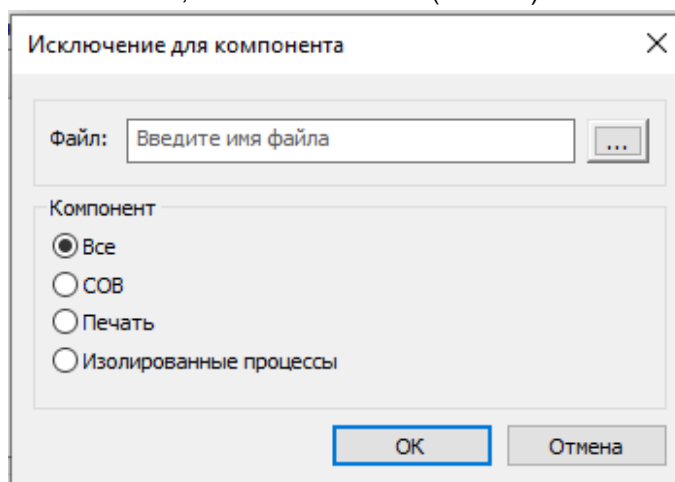 Исключение для компонента
Файл: Введите имя файла ...
Компонент
Все
СОВ
Печать
Изолированные процессы
ОК Отмена